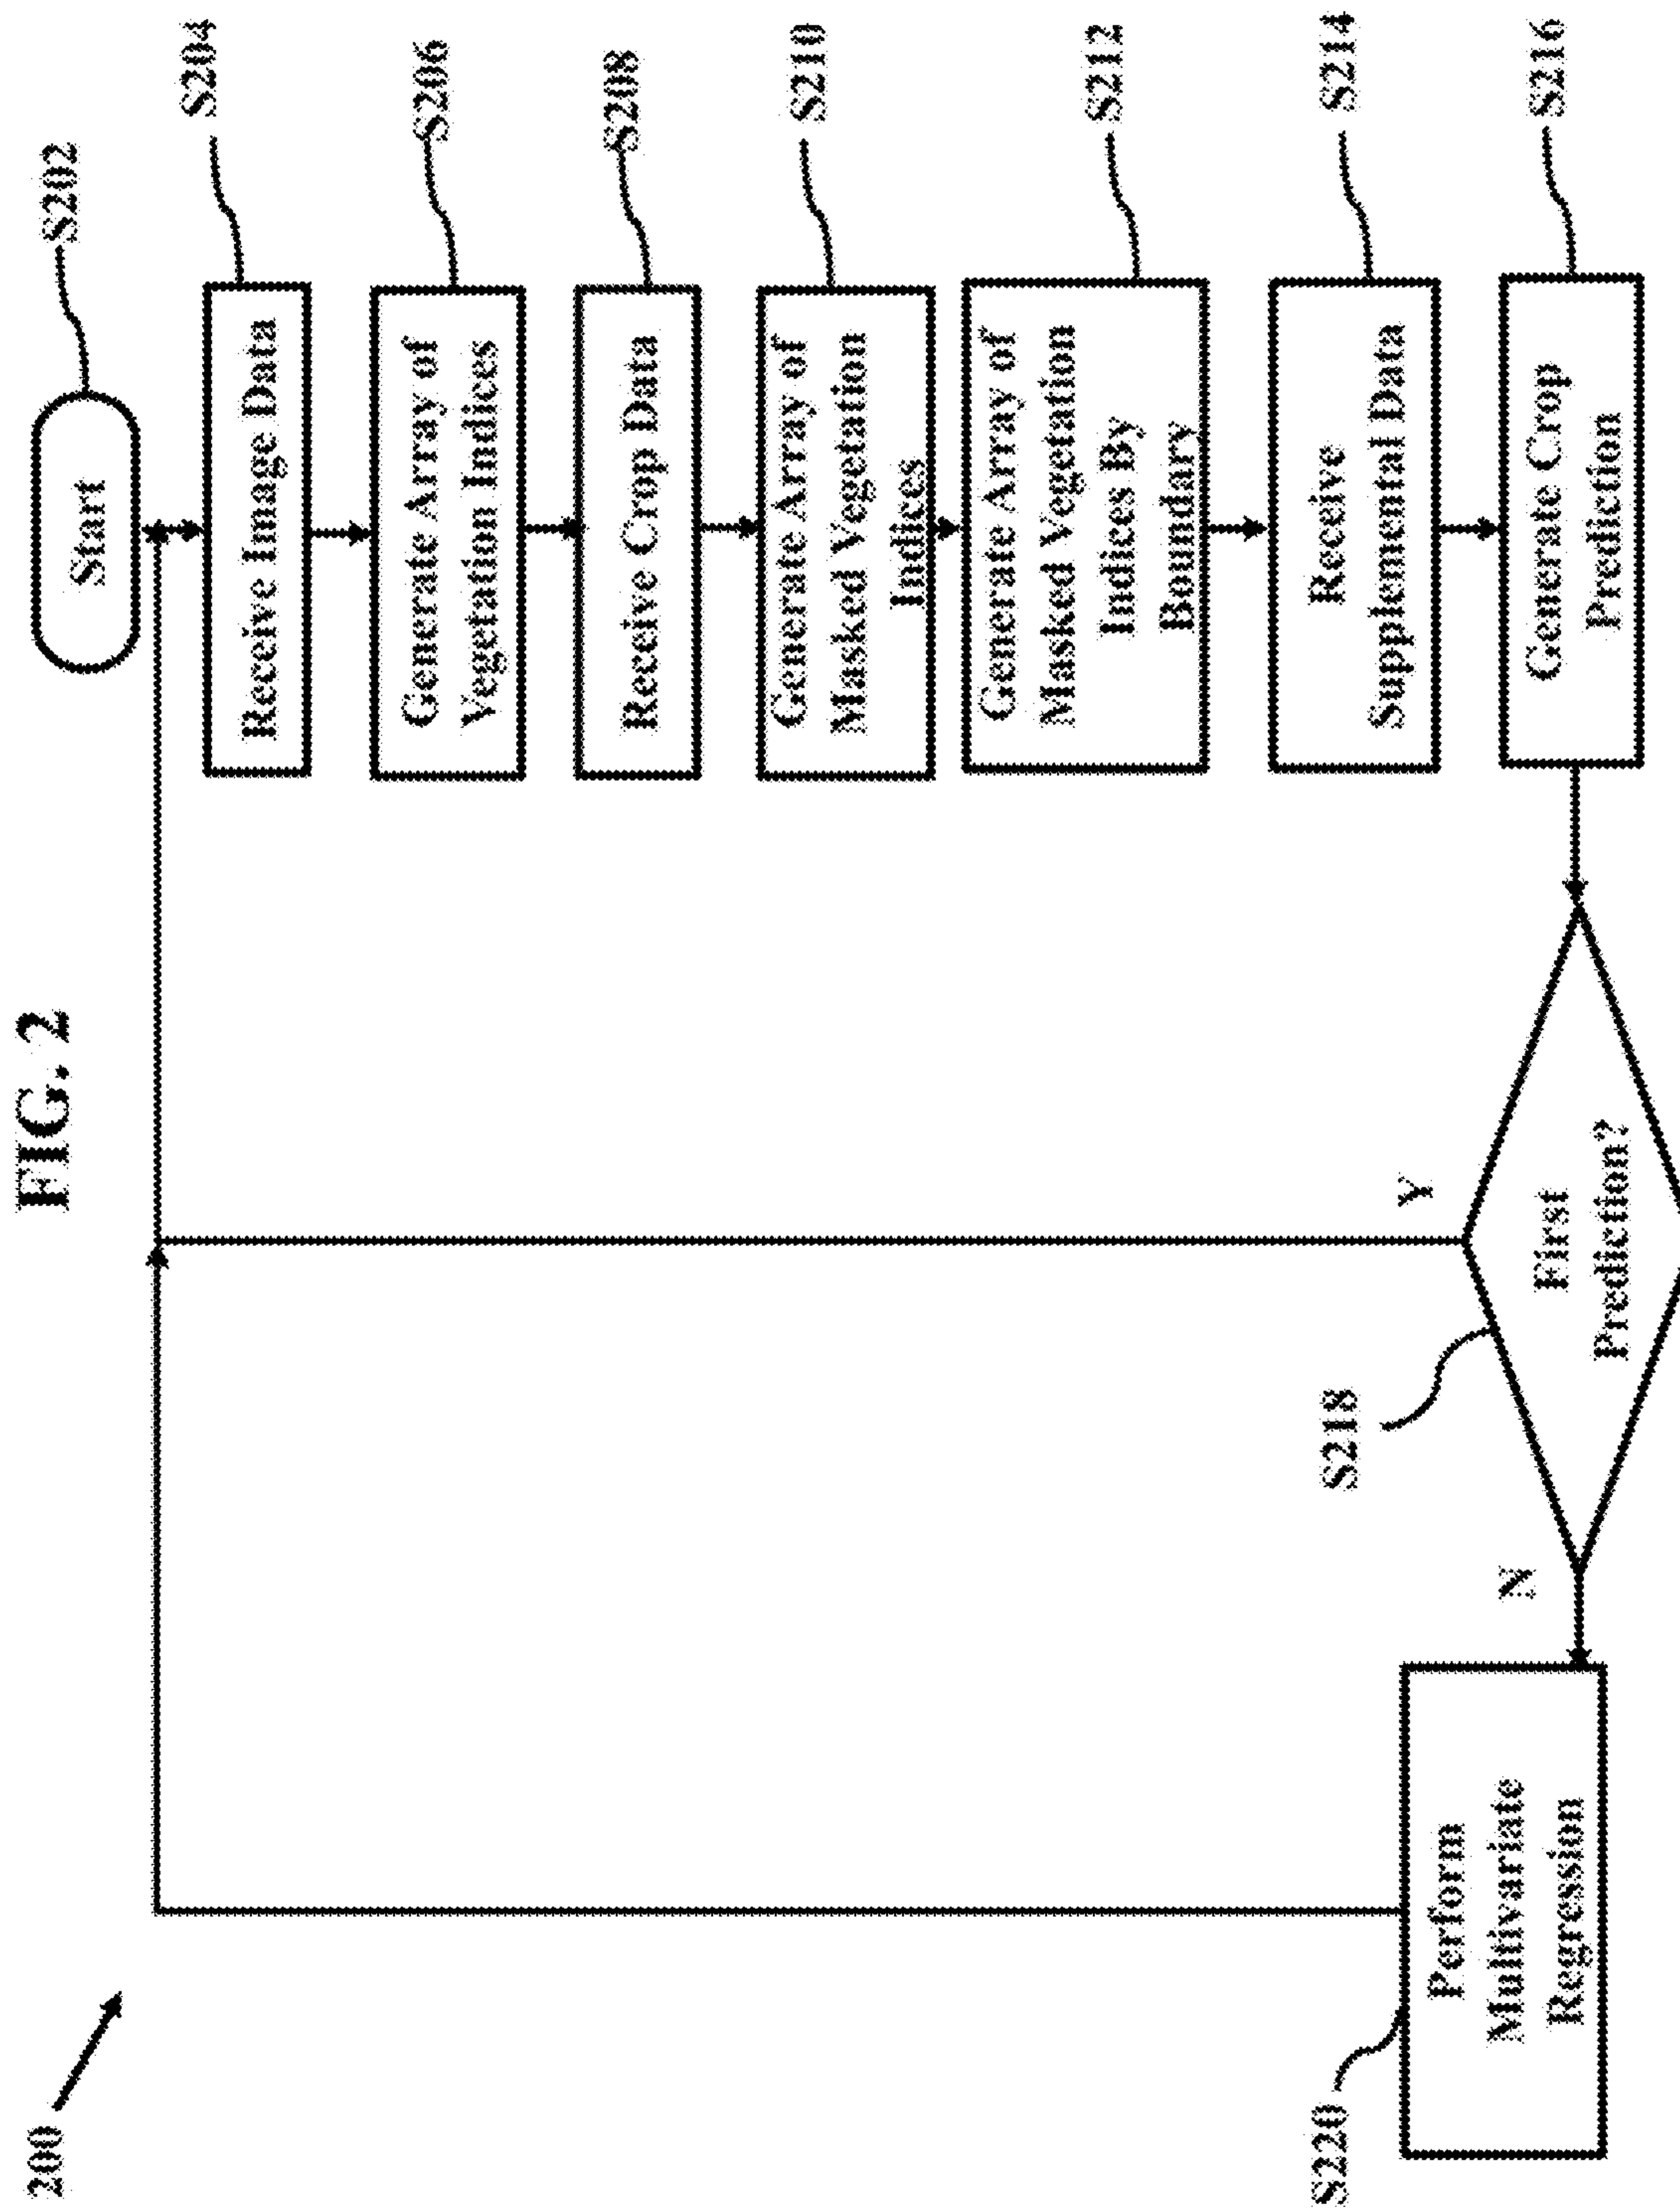 FIG. 2
200
Start
S202
Receive Image Data
S204
Generate Array of
Vegetation Indices
S206
Receive Crop Data
S208
Generate Array of
Masked Vegetation
Indices
S210
Generate Array of
Masked Vegetation
Indices By
Boundary
S212
Receive
Supplemental Data
S214
Generate Crop
Prediction
S216
First
Prediction?
S218
Y
N
Perform
Multivariate
Regression
S220